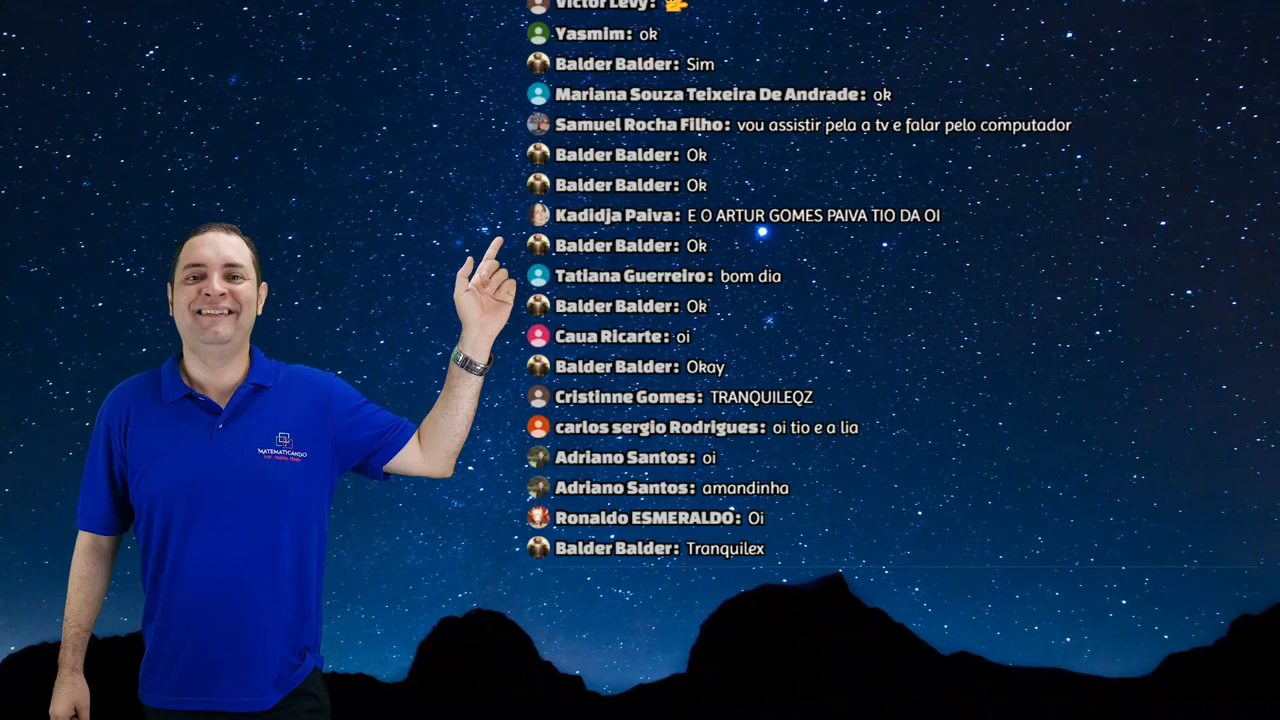 Victor Levy:
Yasmim: ok
Balder Balder: Sim
Mariana Souza Teixeira De Andrade: ok
Samuel Rocha Filho: vou assistir pela a tv e falar pelo computador
Balder Balder: Ok
Balder Balder: Ok
Kadidja Paiva: E O ARTUR GOMES PAIVA TIO DA OI
Balder Balder: Ok
Tatiana Guerreiro: bom dia
Balder Balder: Ok
Caua Ricarte: oi
Balder Balder: Okay
Cristinne Gomes: TRANQUILEQZ
carlos sergio Rodrigues: oi tio e a lia
Adriano Santos: oi
Adriano Santos: amandinha
Ronaldo ESMERALDO: Oi
Balder Balder: Tranquilex
MATEMATICANDO